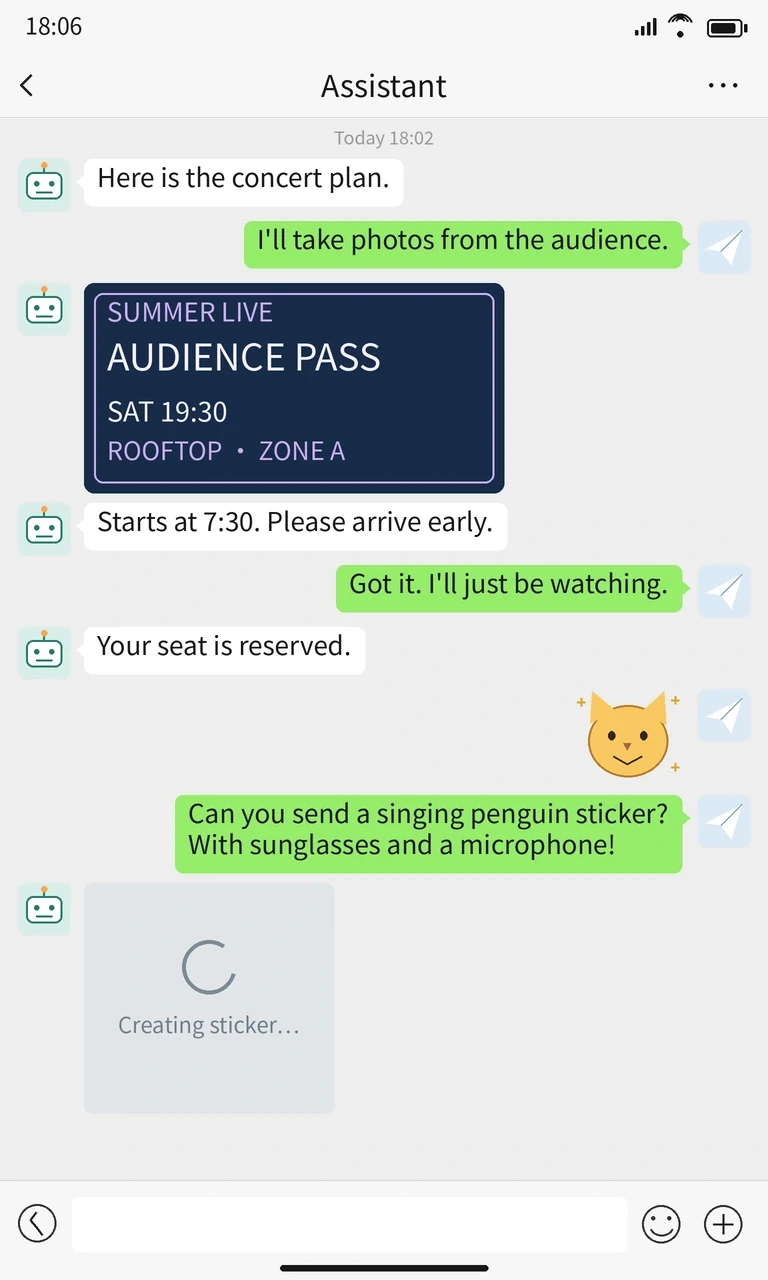 18:06
Assistant
Today 18:02
Here is the concert plan.
I'll take photos from the audience.
SUMMER LIVE
AUDIENCE PASS
SAT 19:30
ROOFTOP • ZONE A
Starts at 7:30. Please arrive early.
Got it. I'll just be watching.
Your seat is reserved.
Can you send a singing penguin sticker?
With sunglasses and a microphone!
Creating sticker…